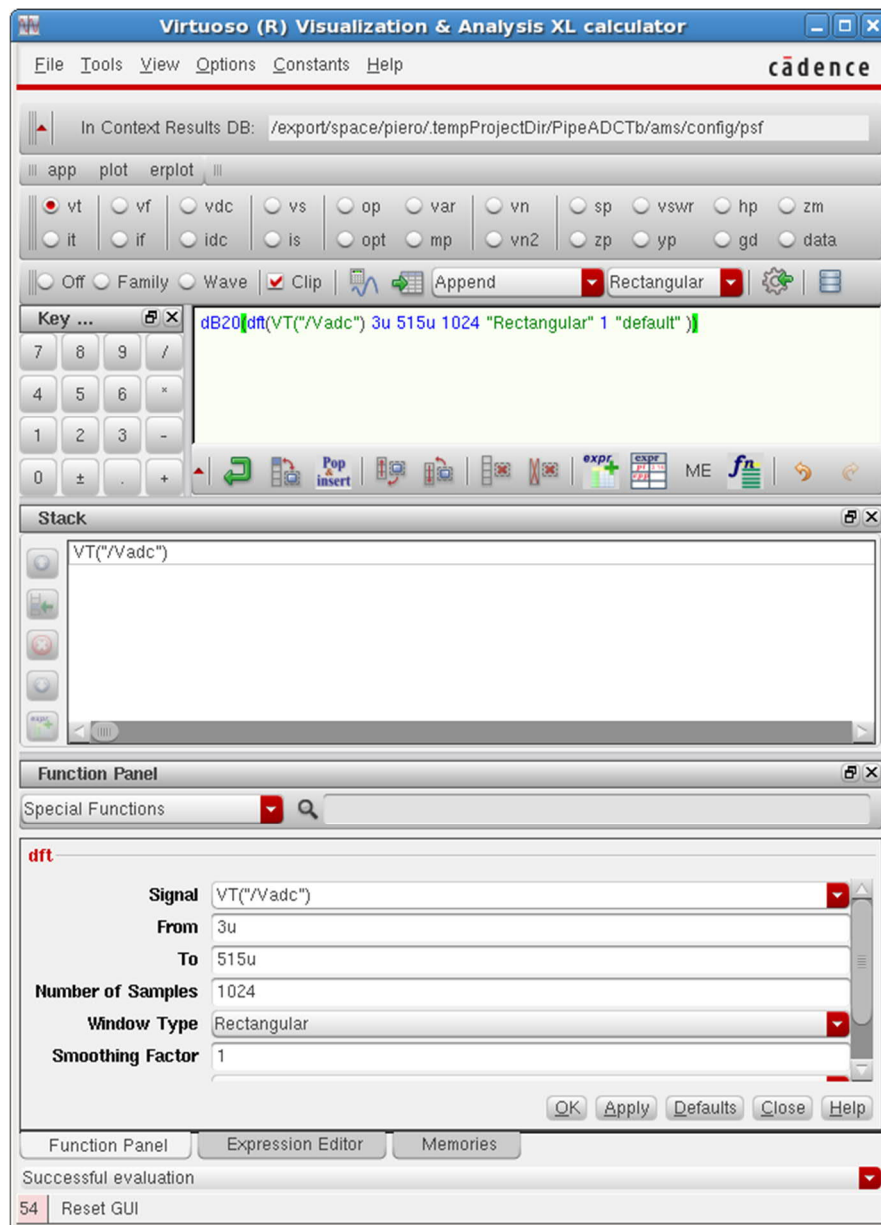 Virtuoso (R) Visualization & Analysis XL calculator
File Tools View Options Constants Help
cādence
In Context Results DB: /export/space/piero/.tempProjectDir/PipeADCTb/ams/config/psf
app plot erplot
vt vf vdc vs op var vn sp vswr hp zm
it if idc is opt mp vn2 zp yp gd data
Off Family Wave Clip Append Rectangular
Key ...
dB20(dft(VT("/Vadc") 3u 515u 1024 "Rectangular" 1 "default" ))
7 8 9 /
4 5 6 *
1 2 3 -
0 ± . +
Pop & insert
expr
expr
ME
fn
Stack
VT("/Vadc")
expr
Function Panel
Special Functions
dft
Signal VT("/Vadc")
From 3u
To 515u
Number of Samples 1024
Window Type Rectangular
Smoothing Factor 1
OK Apply Defaults Close Help
Function Panel Expression Editor Memories
Successful evaluation
54 Reset GUI